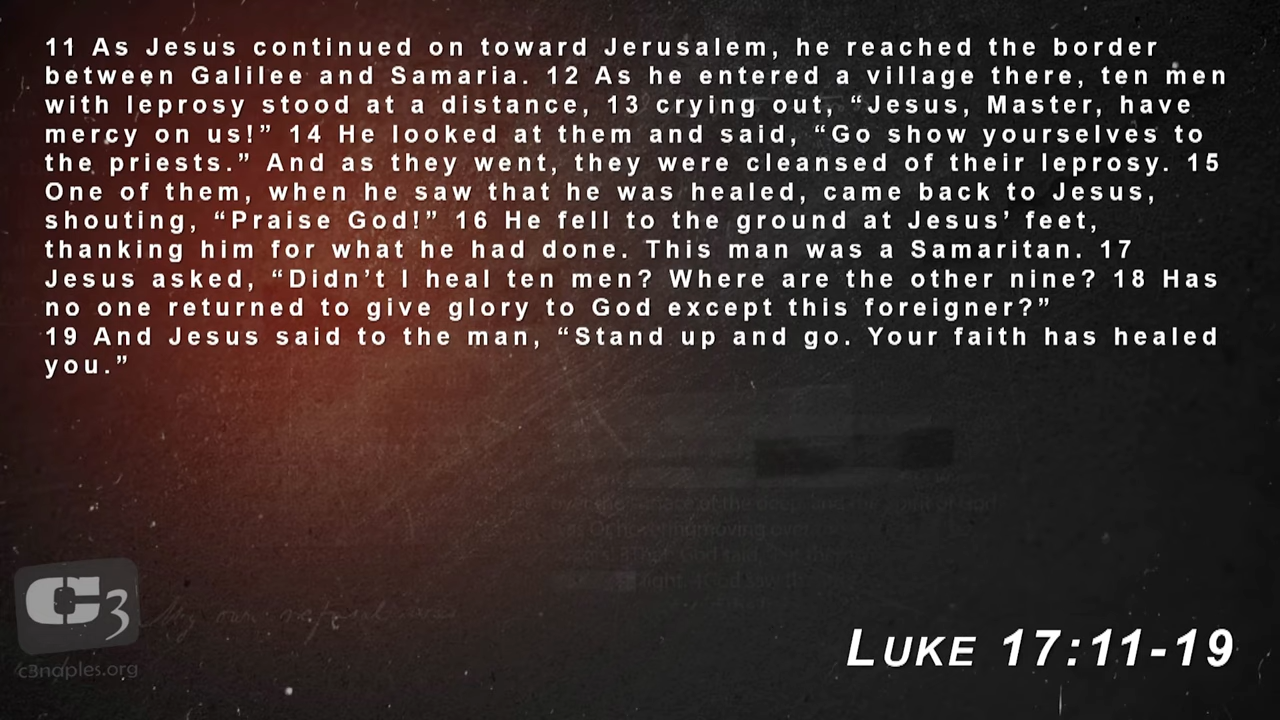 11 As Jesus continued on toward Jerusalem, he reached the border
between Galilee and Samaria. 12 As he entered a village there, ten men
with leprosy stood at a distance, 13 crying out, “Jesus, Master, have
mercy on us!” 14 He looked at them and said, “Go show yourselves to
the priests.” And as they went, they were cleansed of their leprosy. 15
One of them, when he saw that he was healed, came back to Jesus,
shouting, “Praise God!” 16 He fell to the ground at Jesus’ feet,
thanking him for what he had done. This man was a Samaritan. 17
Jesus asked, “Didn’t I heal ten men? Where are the other nine? 18 Has
no one returned to give glory to God except this foreigner?”
19 And Jesus said to the man, “Stand up and go. Your faith has healed
you.”
C3
c3naples.org
LUKE 17:11-19